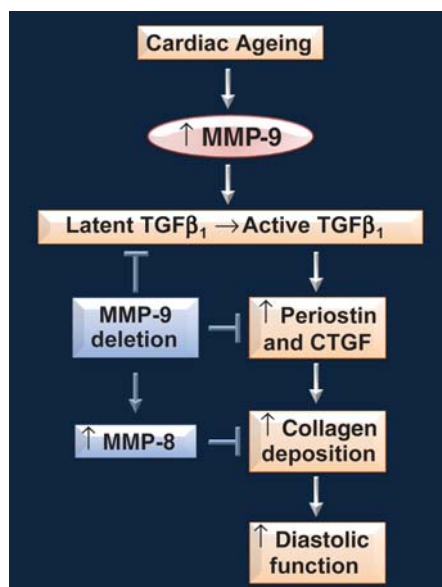 Cardiac Ageing
↑ MMP-9
Latent TGFβ₁ → Active TGFβ₁
MMP-9
deletion
↑ Periostin
and CTGF
↑ MMP-8
↑ Collagen
deposition
↑ Diastolic
function